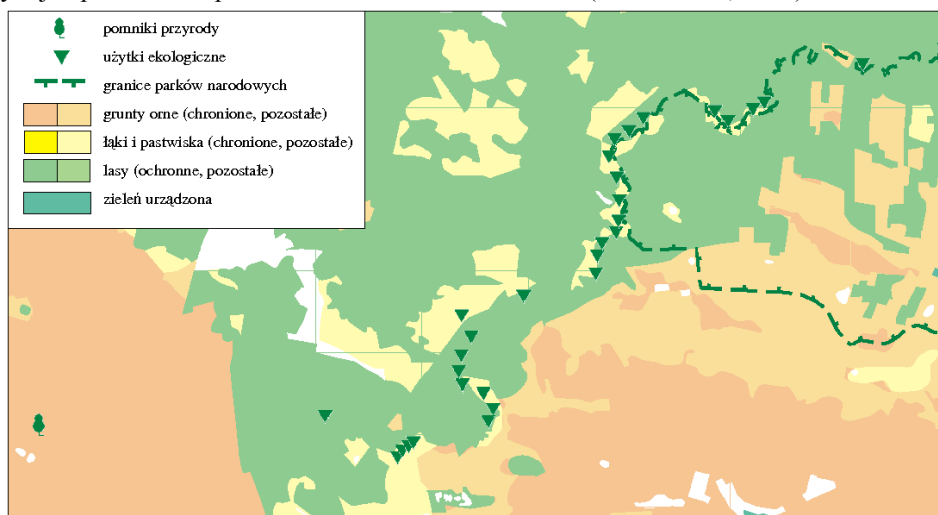 pomniki przyrody
użytki ekologiczne
granice parków narodowych
grunty orne (chronione, pozostałe)
łąki i pastwiska (chronione, pozostałe)
lasy (ochronne, pozostałe)
zieleń urządzona